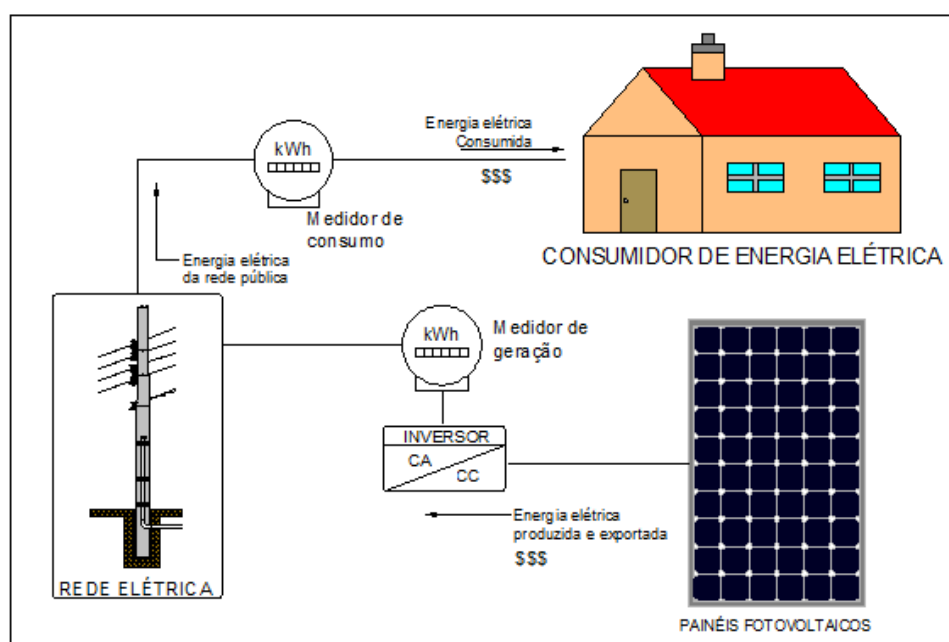 kWh
Medidor de
consumo
Energia elétrica
Consumida
$$$
CONSUMIDOR DE ENERGIA ELÉTRICA
Energia elétrica
da rede pública
kWh
Medidor de
geração
INVERSOR
CA
CC
Energia elétrica
produzida e exportada
$$$
REDE ELÉTRICA
PAINÉIS FOTOVOLTAICOS